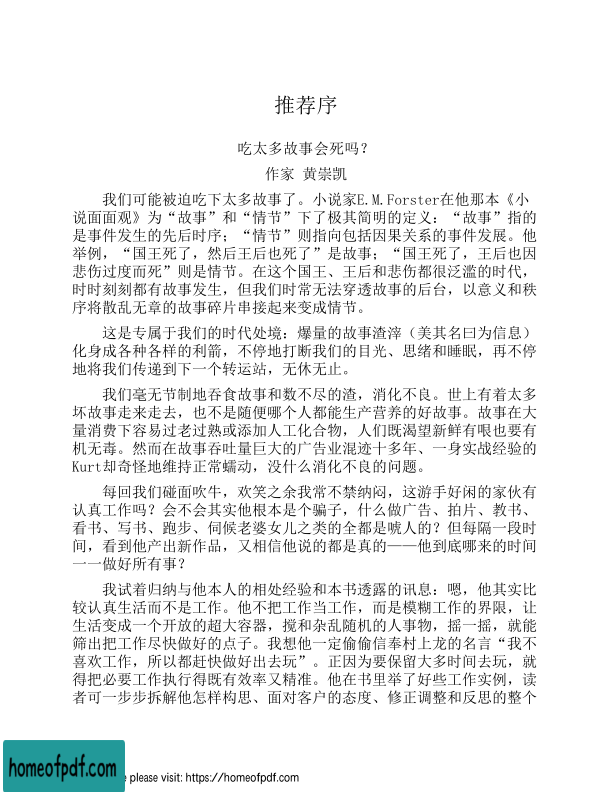 推荐序
吃太多故事会死吗？
作家 黄崇凯
我们可能被迫吃下太多故事了。小说家E.M.Forster在他那本《小
说面面观》为“故事”和“情节”下了极其简明的定义：“故事”指的
是事件发生的先后时序；“情节”则指向包括因果关系的事件发展。他
举例，“国王死了，然后王后也死了”是故事；“国王死了，王后也因
悲伤过度而死”则是情节。在这个国王、王后和悲伤都很泛滥的时代，
时时刻刻都有故事发生，但我们时常无法穿透故事的后台，以意义和秩
序将散乱无章的故事碎片串接起来变成情节。
这是专属于我们的时代处境：爆量的故事渣滓（美其名曰为信息）
化身成各种各样的利箭，不停地打断我们的目光、思绪和睡眠，再不停
地将我们传递到下一个转运站，无休无止。
我们毫无节制地吞食故事和数不尽的渣，消化不良。世上有着太多
坏故事走来走去，也不是随便哪个人都能生产营养的好故事。故事在大
量消费下容易过老过熟或添加人工化合物，人们既渴望新鲜有哏也要有
机无毒。然而在故事吞吐量巨大的广告业混迹十多年、一身实战经验的
Kurt却奇怪地维持正常蠕动，没什么消化不良的问题。
每回我们碰面吹牛，欢笑之余我常不禁纳闷，这游手好闲的家伙有
认真工作吗？会不会其实他根本是个骗子，什么做广告、拍片、教书、
看书、写书、跑步、伺候老婆女儿之类的全都是唬人的？但每隔一段时
间，看到他产出新作品，又相信他说的都是真的——他到底哪来的时间
一一做好所有事？
我试着归纳与他本人的相处经验和本书透露的讯息：嗯，他其实比
较认真生活而不是工作。他不把工作当工作，而是模糊工作的界限，让
生活变成一个开放的超大容器，搅和杂乱随机的人事物，摇一摇，就能
筛出把工作尽快做好的点子。我想他一定偷偷信奉村上龙的名言“我不
喜欢工作，所以都赶快做好出去玩”。正因为要保留大多时间去玩，就
得把必要工作执行得既有效率又精准。他在书里举了好些工作实例，读
者可一步步拆解他怎样构思、面对客户的态度、修正调整和反思的整个
homeofpdf.com
e please visit: https://homeofpdf.com